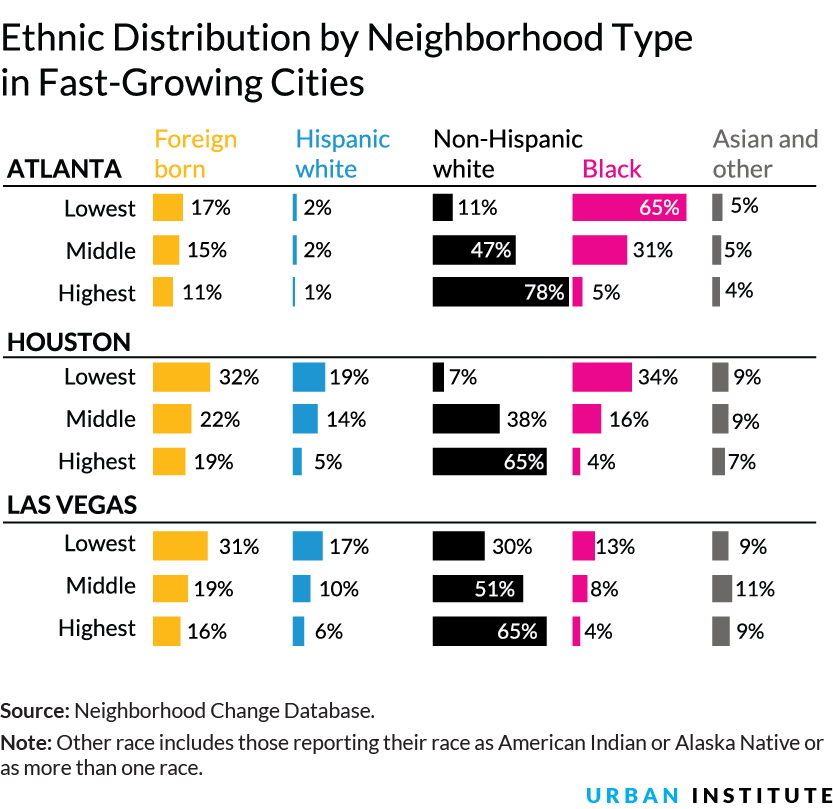 Ethnic Distribution by Neighborhood Type
in Fast-Growing Cities
Foreign born Hispanic white Non-Hispanic white Black Asian and other
ATLANTA
Lowest 17% 2% 11% 65% 5%
Middle 15% 2% 47% 31% 5%
Highest 11% 1% 78% 5% 4%
HOUSTON
Lowest 32% 19% 7% 34% 9%
Middle 22% 14% 38% 16% 9%
Highest 19% 5% 65% 4% 7%
LAS VEGAS
Lowest 31% 17% 30% 13% 9%
Middle 19% 10% 51% 8% 11%
Highest 16% 6% 65% 4% 9%
Source: Neighborhood Change Database.
Note: Other race includes those reporting their race as American Indian or Alaska Native or
as more than one race.
URBAN INSTITUTE